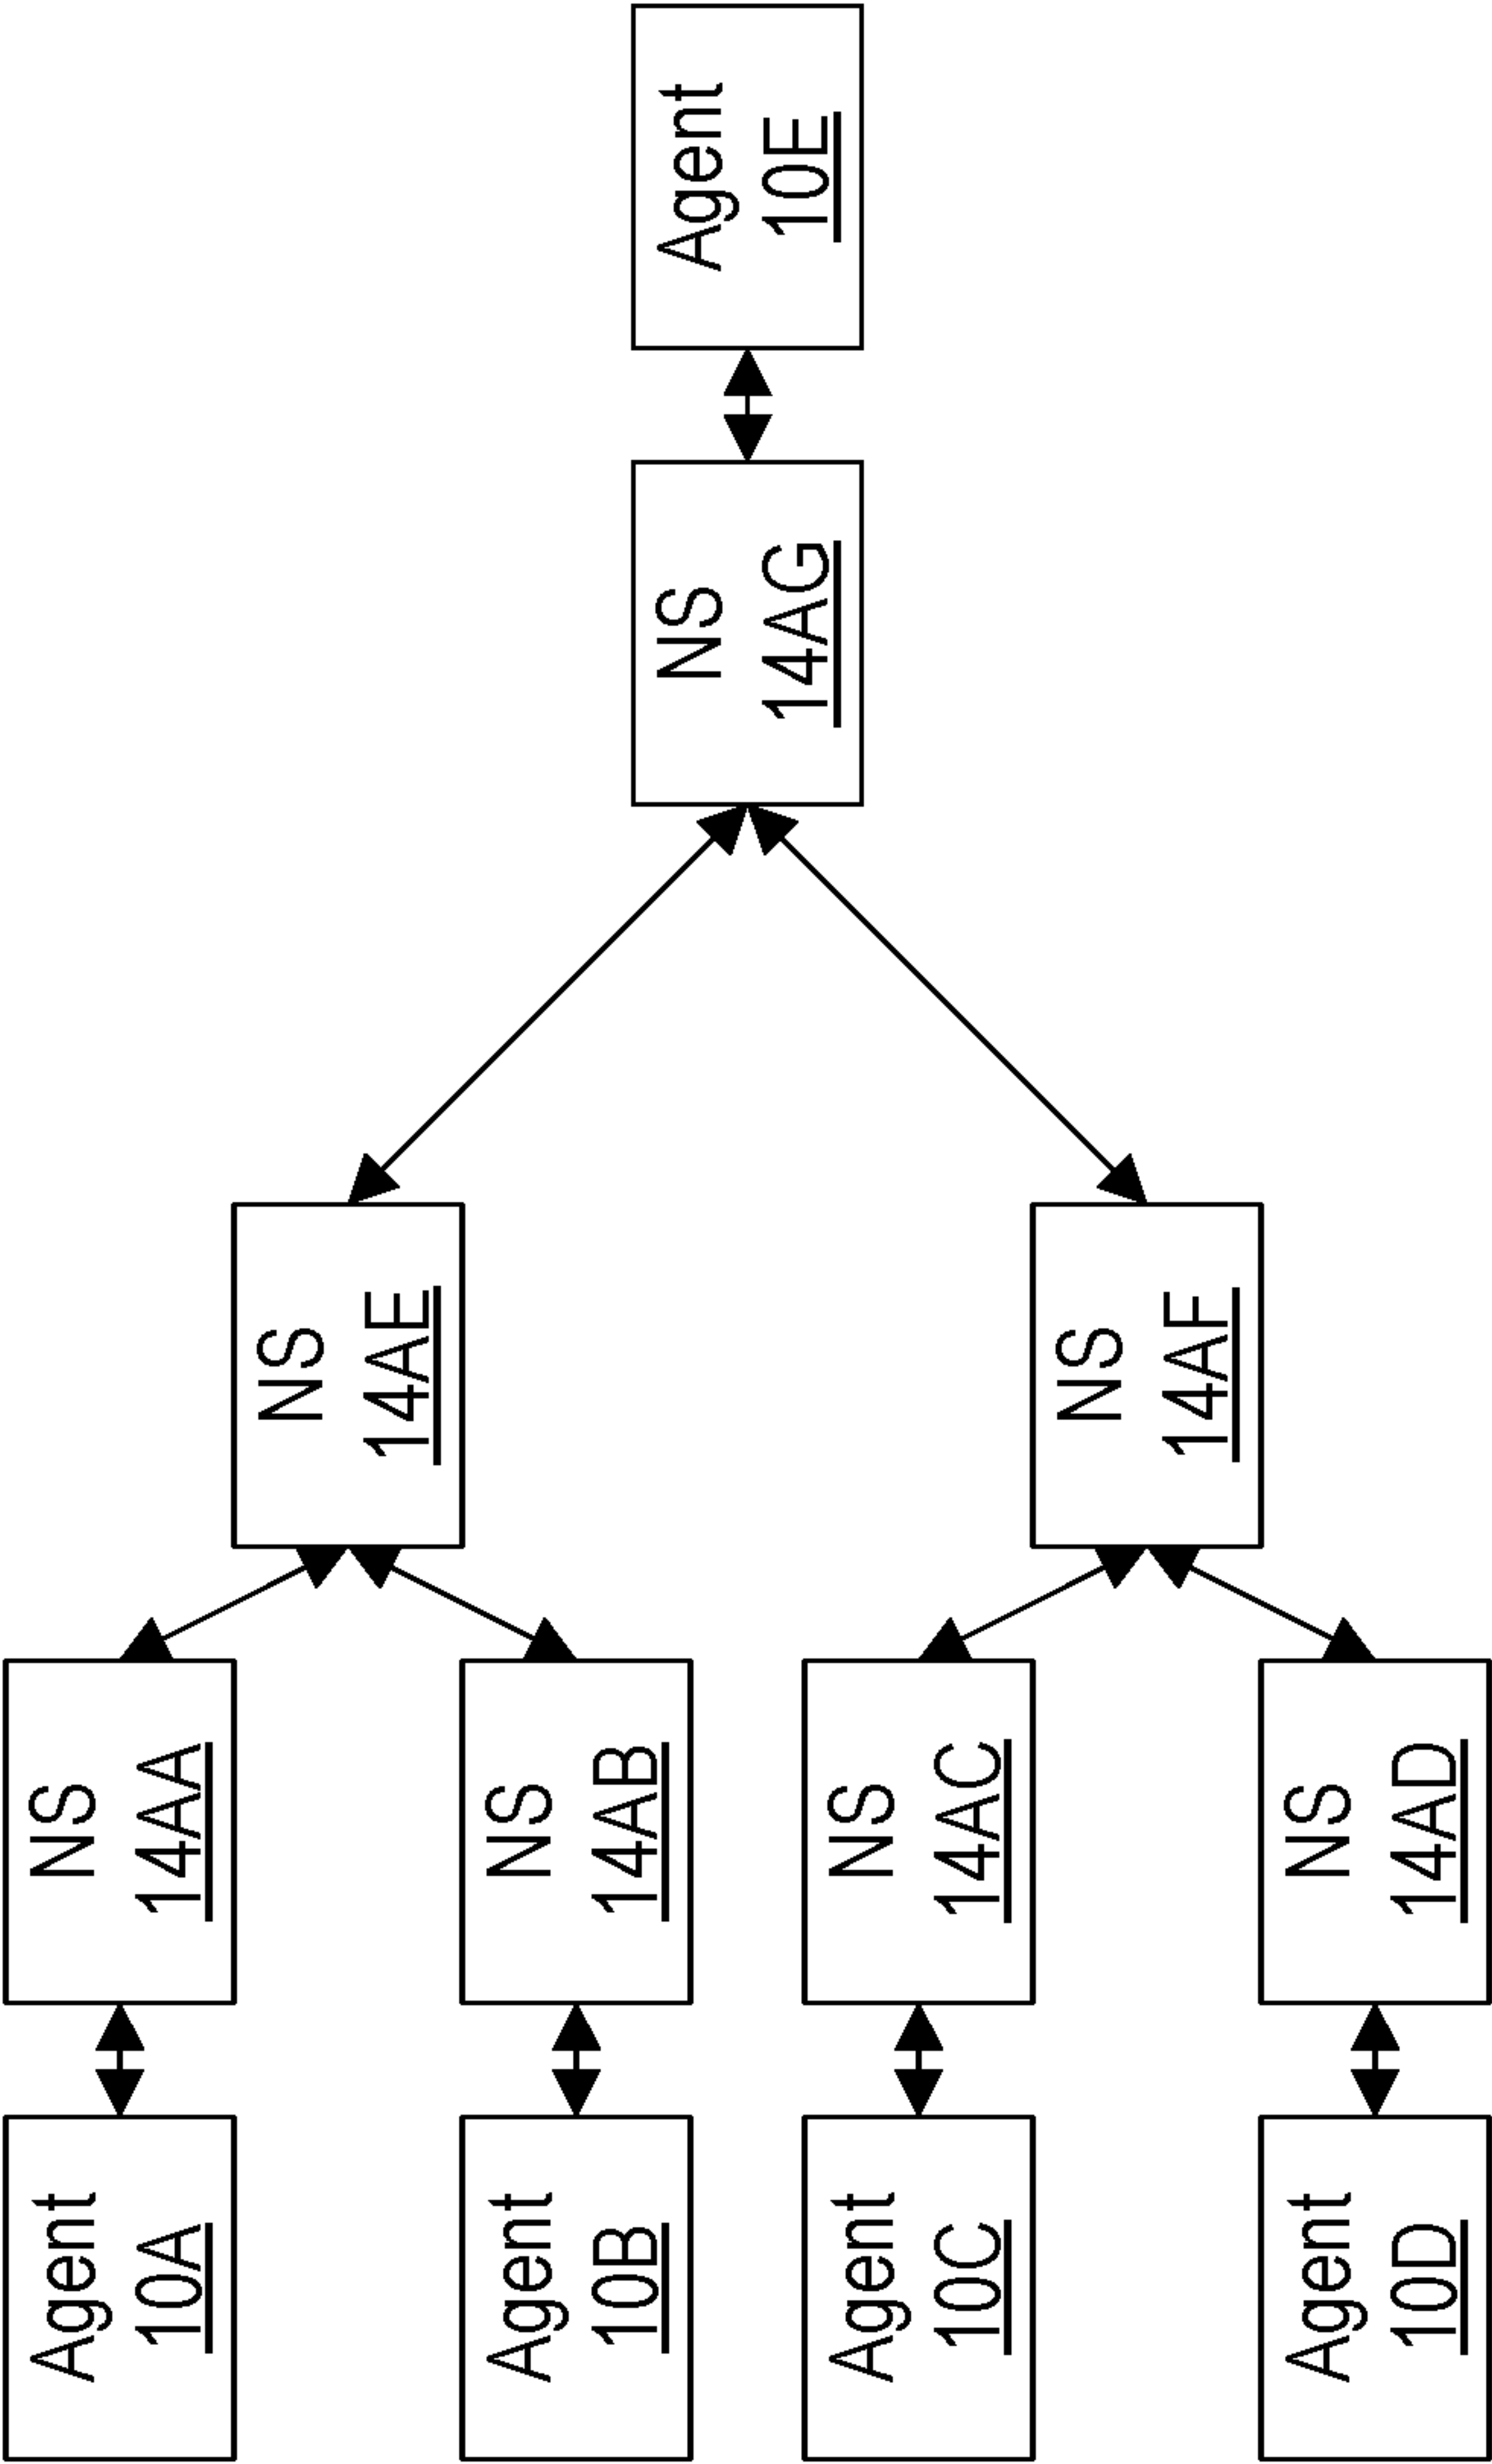 Agent
10A
NS
14AA
Agent
10B
NS
14AB
NS
14AE
NS
14AG
Agent
10E
Agent
10C
NS
14AC
NS
14AF
Agent
10D
NS
14AD